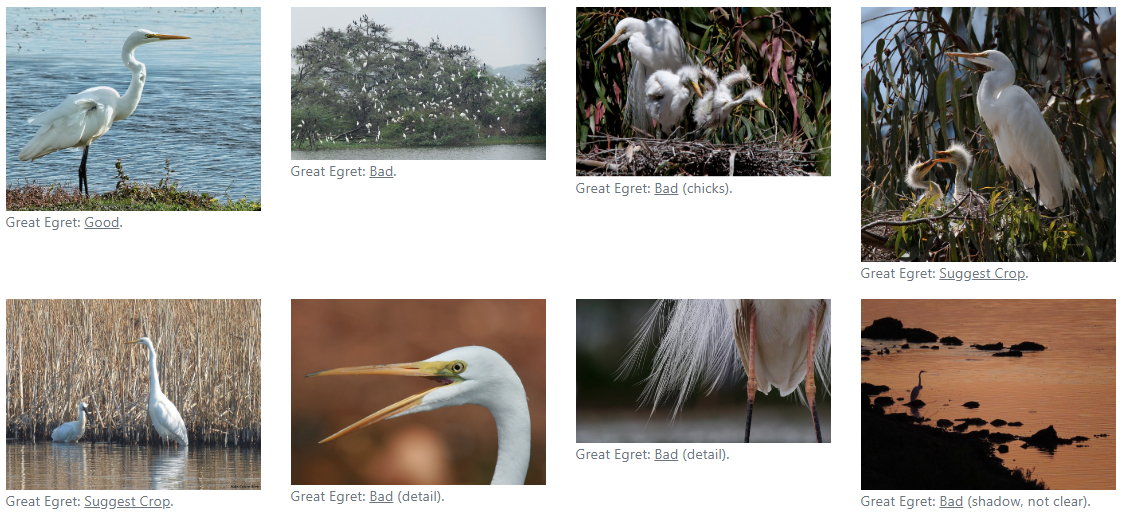 Great Egret: Good.
Great Egret: Bad.
Great Egret: Bad (chicks).
Great Egret: Suggest Crop.
Great Egret: Suggest Crop.
Great Egret: Bad (detail).
Great Egret: Bad (detail).
Great Egret: Bad (shadow, not clear).